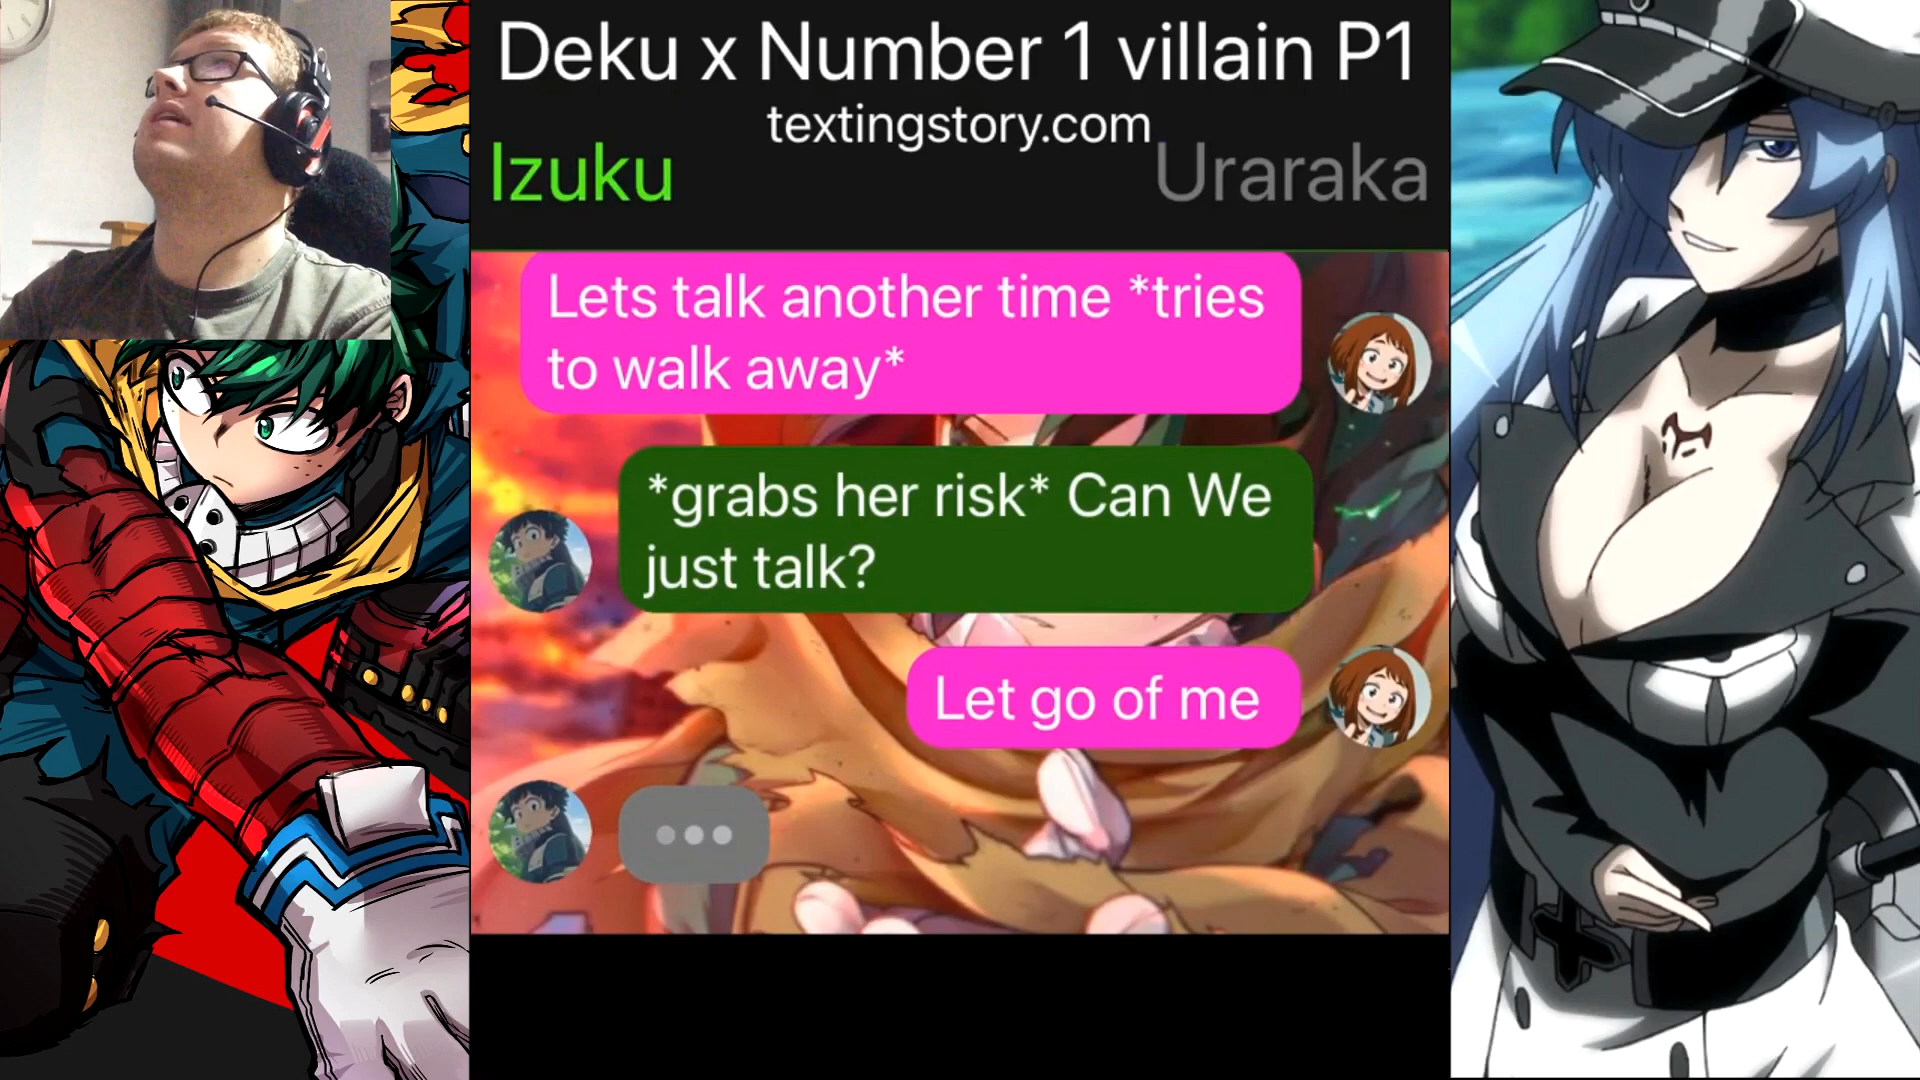 Deku x Number 1 villain P1
textingstory.com
Izuku
Uraraka
Lets talk another time *tries
to walk away*
*grabs her risk* Can We
just talk?
Let go of me